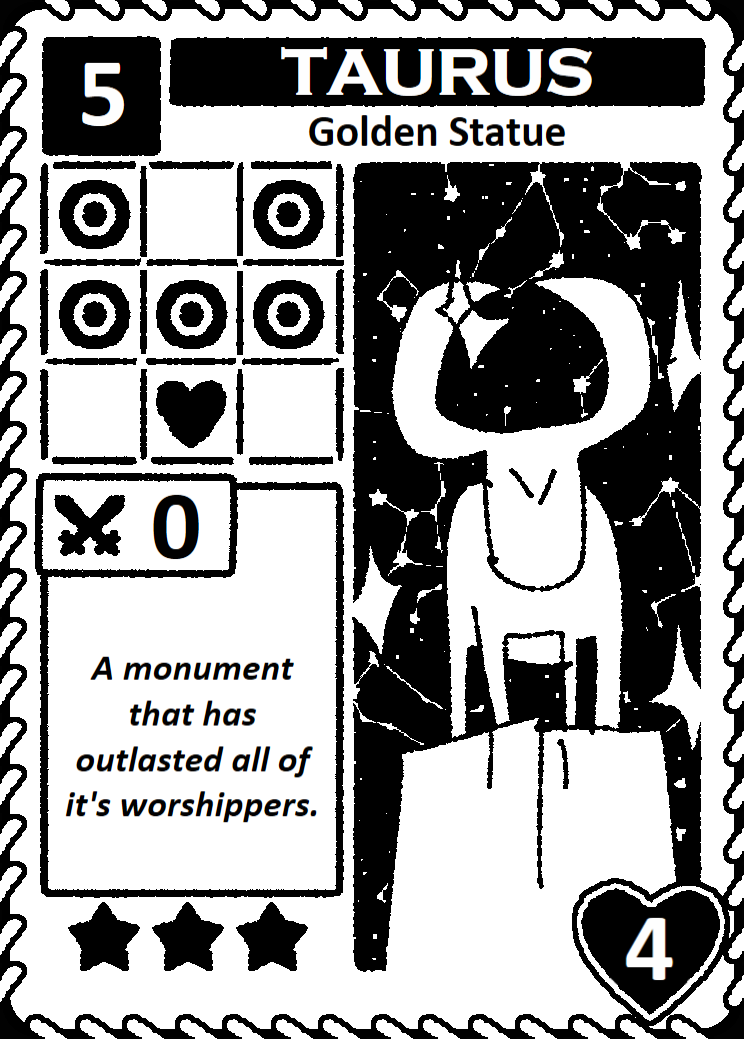 5
TAURUS
Golden Statue
0
A monument
that has
outlasted all of
it's worshippers.
4